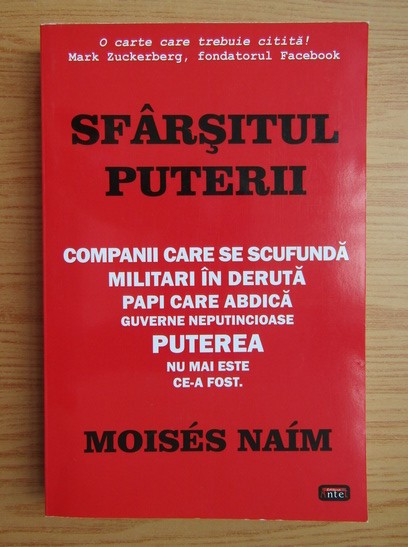 O carte care trebuie citită!
Mark Zuckerberg, fondatorul Facebook
SFÂRŞITUL
PUTERII
COMPANII CARE SE SCUFUNDĂ
MILITARI ÎN DERUTĂ
PAPI CARE ABDICĂ
GUVERNE NEPUTINCIOASE
PUTEREA
NU MAI ESTE
CE-A FOST.
MOISÉS NAÍM
Antet